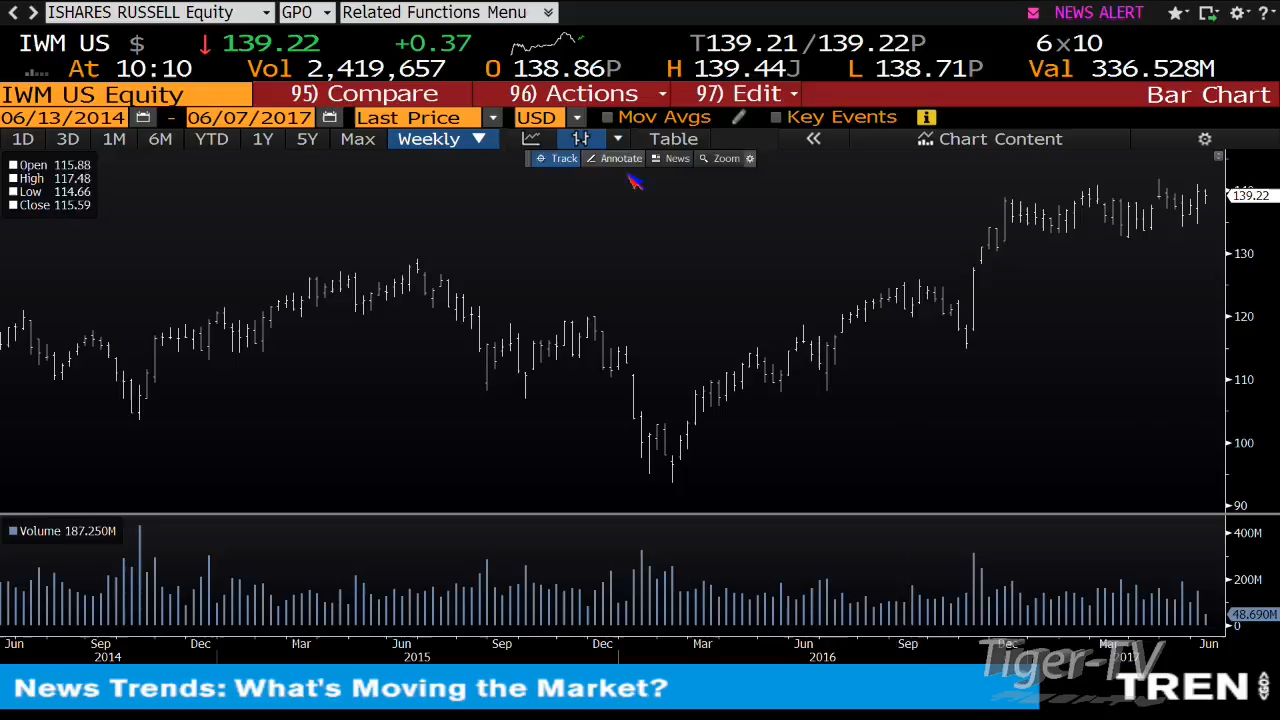 ISHARES RUSSELL Equity GPO Related Functions Menu NEWS ALERT
IWM US $ ↓ 139.22 +0.37 T139.21 /139.22P 6x10
At 10:10 Vol 2,419,657 O 138.86P H 139.44J L 138.71P Val 336.528M
IWM US Equity 95) Compare 96) Actions 97) Edit Bar Chart
06/13/2014 - 06/07/2017 Last Price USD Mov Avgs Key Events
1D 3D 1M 6M YTD 1Y 5Y Max Weekly ▼ Table « Chart Content
Track Annotate News Zoom
Open 115.88
High 117.48
Low 114.66
Close 115.59
139.22
130
120
110
100
90
Volume 187.250M
400M
200M
48.690M
0
Jun Sep Dec Mar Jun Sep Dec Mar Jun Sep Dec Mar Jun
2014 2015 2016 2017
Tiger-TV
News Trends: What's Moving the Market?
TREN